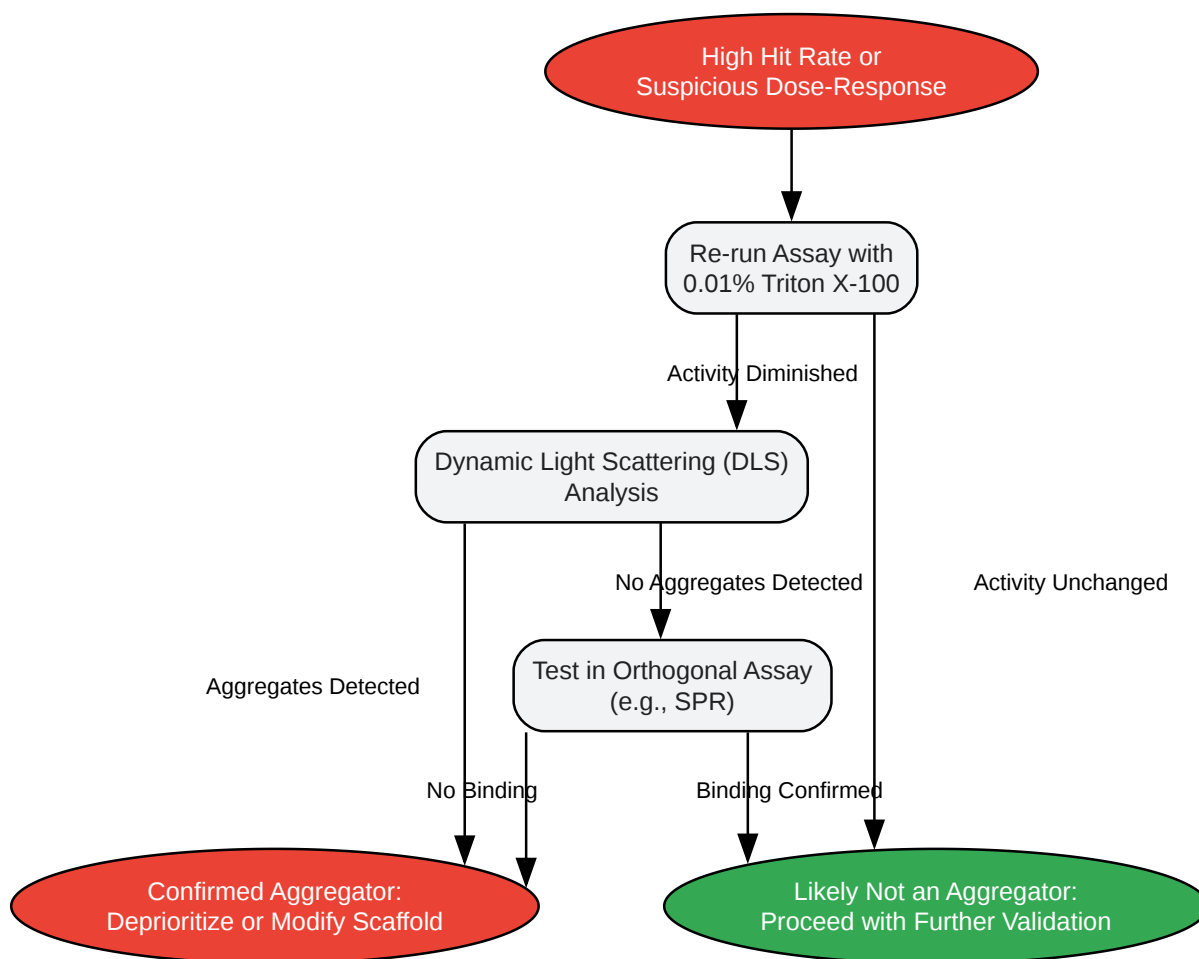 High Hit Rate or
Suspicious Dose-Response
Re-run Assay with
0.01% Triton X-100
Activity Diminished
Dynamic Light Scattering (DLS)
Analysis
No Aggregates Detected
Activity Unchanged
Test in Orthogonal Assay
(e.g., SPR)
Aggregates Detected
No Binding
Binding Confirmed
Confirmed Aggregator:
Deprioritize or Modify Scaffold
Likely Not an Aggregator:
Proceed with Further Validation